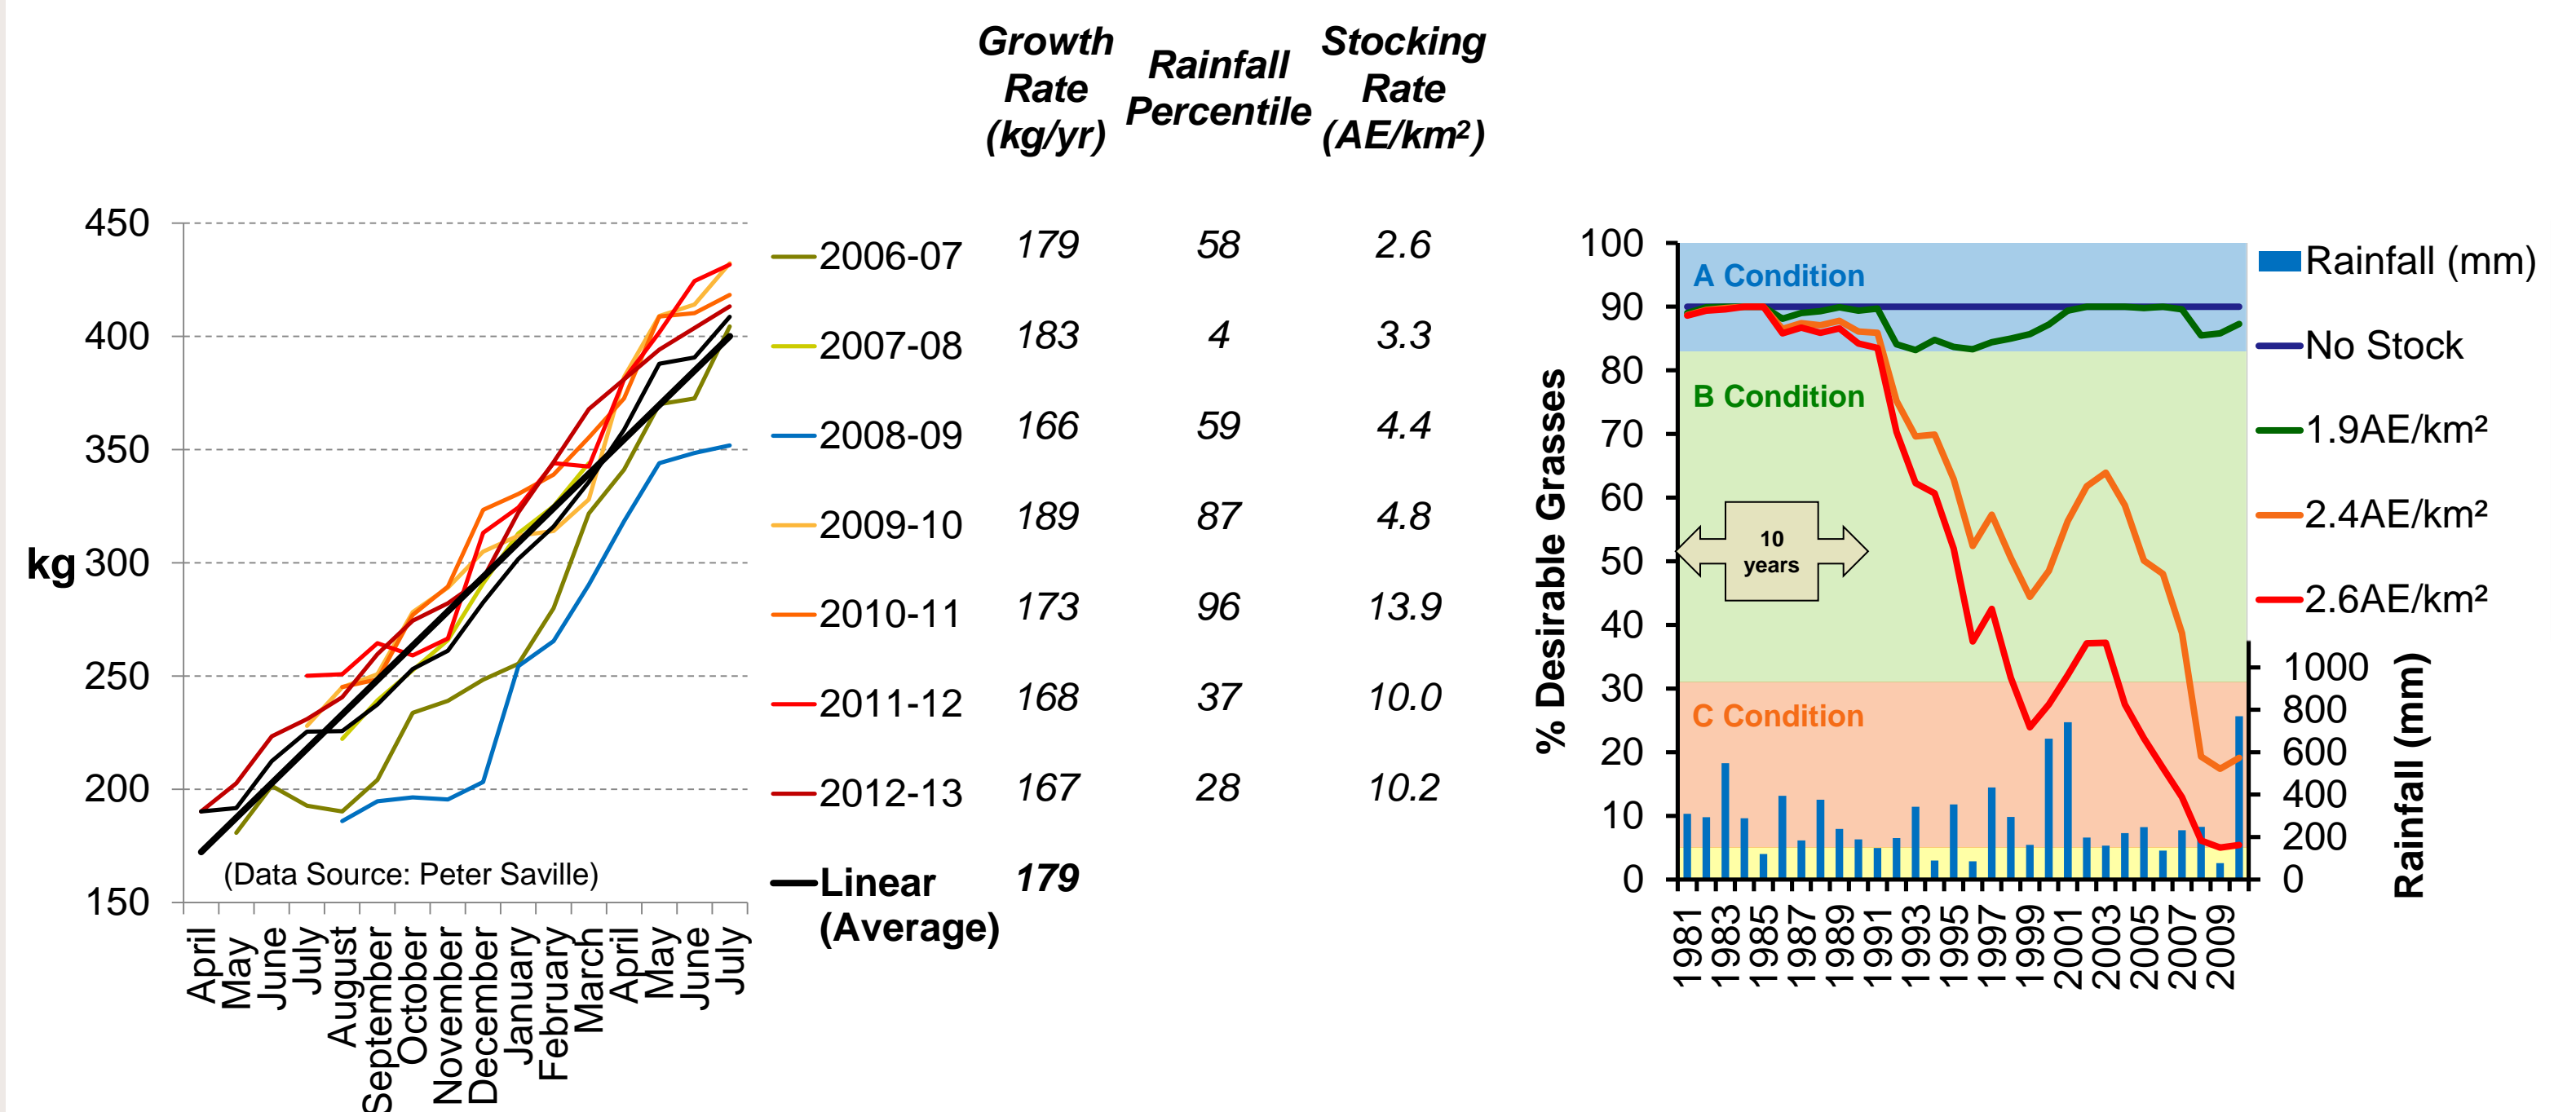 Growth Rate (kg/yr)
Rainfall Percentile
Stocking Rate (AE/km²)
450
400
350
300
250
200
150
kg
(Data Source: Peter Saville)
April
May
June
July
August
September
October
November
December
January
February
March
April
May
June
July
2006-07 179 58 2.6
2007-08 183 4 3.3
2008-09 166 59 4.4
2009-10 189 87 4.8
2010-11 173 96 13.9
2011-12 168 37 10.0
2012-13 167 28 10.2
Linear 179
(Average)
% Desirable Grasses
100
90
80
70
60
50
40
30
20
10
0
A Condition
B Condition
10
years
C Condition
1981
1983
1985
1987
1989
1991
1993
1995
1997
1999
2001
2003
2005
2007
2009
1000
800
600
400
200
0
Rainfall (mm)
Rainfall (mm)
No Stock
1.9AE/km²
2.4AE/km²
2.6AE/km²